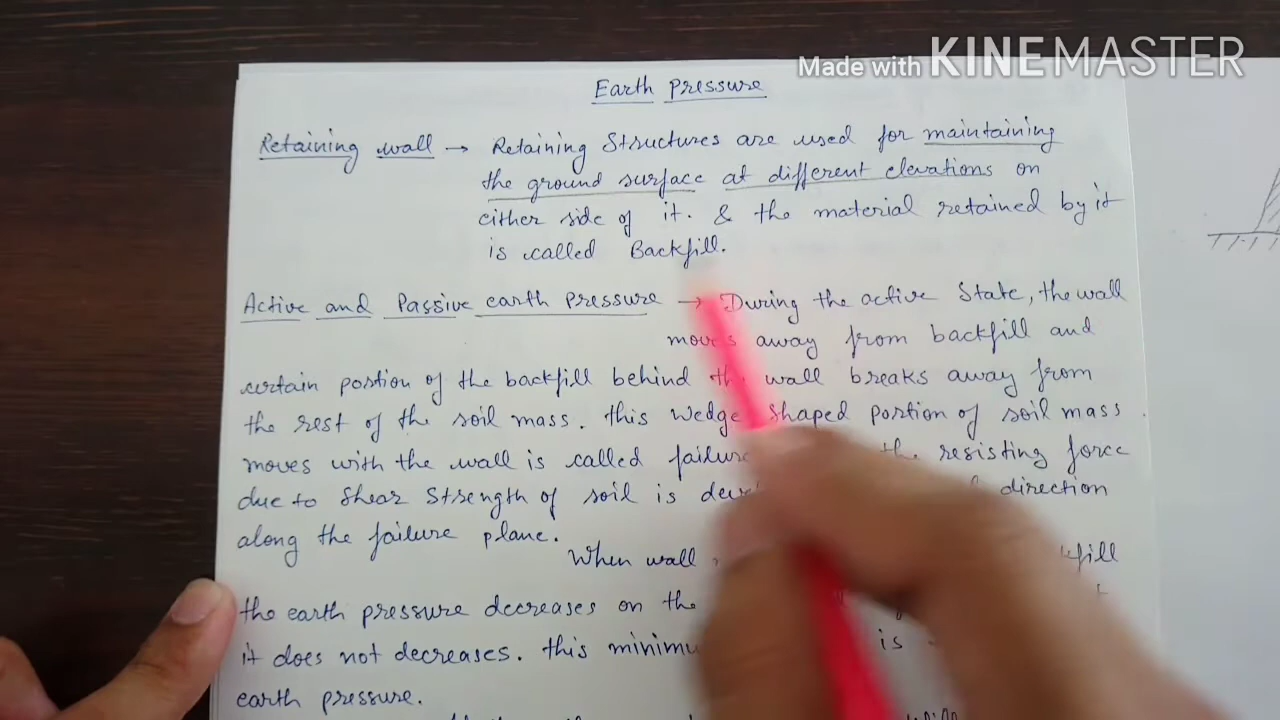 Made with KINEMASTER
Earth Pressure
Retaining wall → Retaining Structures are used for maintaining
the ground surface at different elevations on
either side of it. & the material retained by it
is called Backfill.
Active and Passive earth pressure → During the active State, the wall
moves away from backfill and
certain portion of the backfill behind the wall breaks away from
the rest of the soil mass. this wedge shaped portion of soil mass
moves with the wall is called failure the resisting force
due to shear strength of soil is direction
along the failure plane.
When wall
the earth pressure decreases on the
it does not decreases. this is
earth pressure.